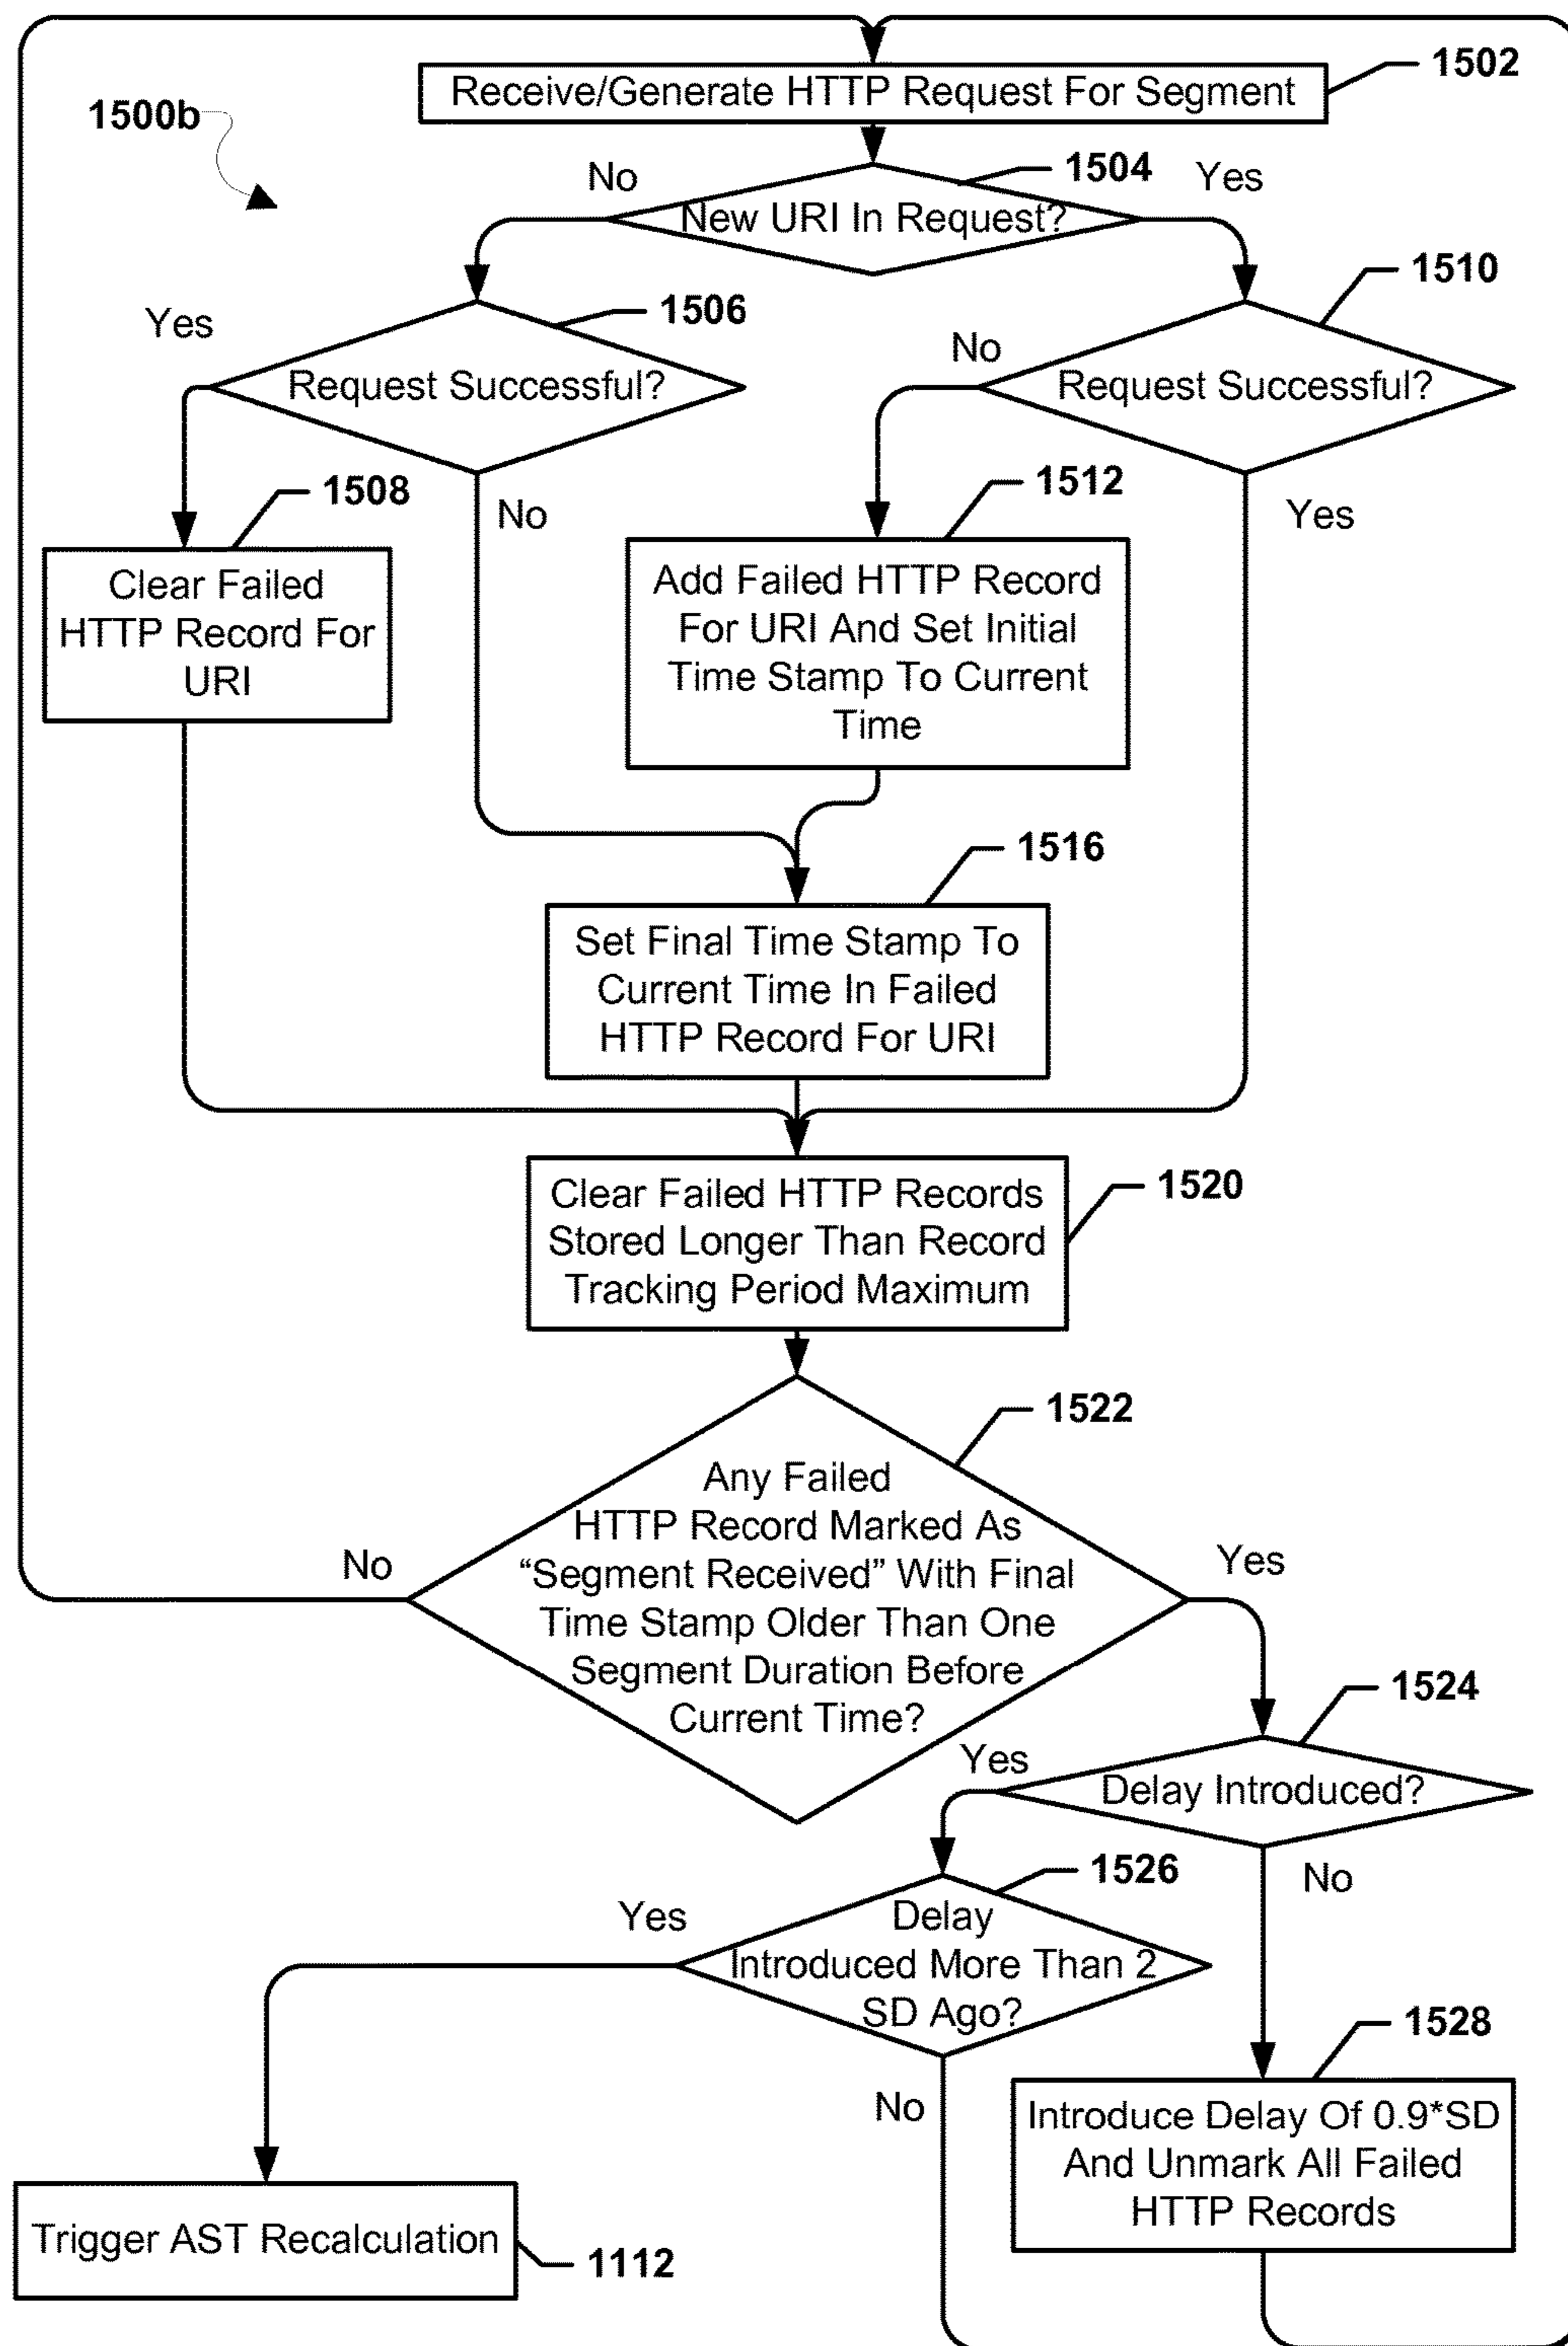 1502
Receive/Generate HTTP Request For Segment
1500b
No
1504
Yes
New URI In Request?
1510
Yes
1506
No
Request Successful?
Request Successful?
1508
No
1512
Yes
Clear Failed
HTTP Record For
URI
Add Failed HTTP Record
For URI And Set Initial
Time Stamp To Current
Time
1516
Set Final Time Stamp To
Current Time In Failed
HTTP Record For URI
1520
Clear Failed HTTP Records
Stored Longer Than Record
Tracking Period Maximum
1522
Any Failed
HTTP Record Marked As
“Segment Received” With Final
Time Stamp Older Than One
Segment Duration Before
Current Time?
No
Yes
1524
Yes
Delay Introduced?
1526
No
Yes
Delay
Introduced More Than 2
SD Ago?
1528
No
Introduce Delay Of 0.9*SD
And Unmark All Failed
HTTP Records
Trigger AST Recalculation
1112